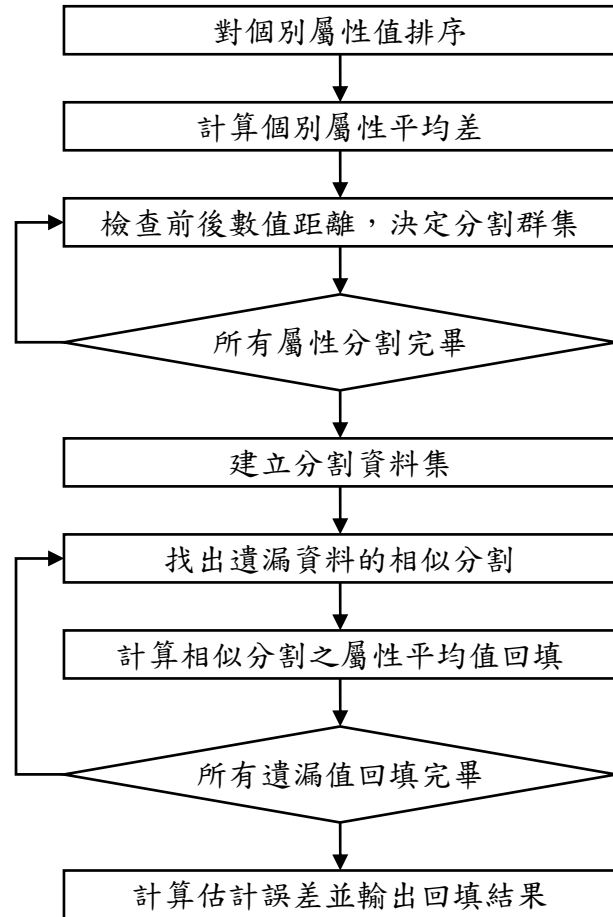 對個別屬性值排序
計算個別屬性平均差
檢查前後數值距離，決定分割群集
所有屬性分割完畢
建立分割資料集
找出遺漏資料的相似分割
計算相似分割之屬性平均值回填
所有遺漏值回填完畢
計算估計誤差並輸出回填結果